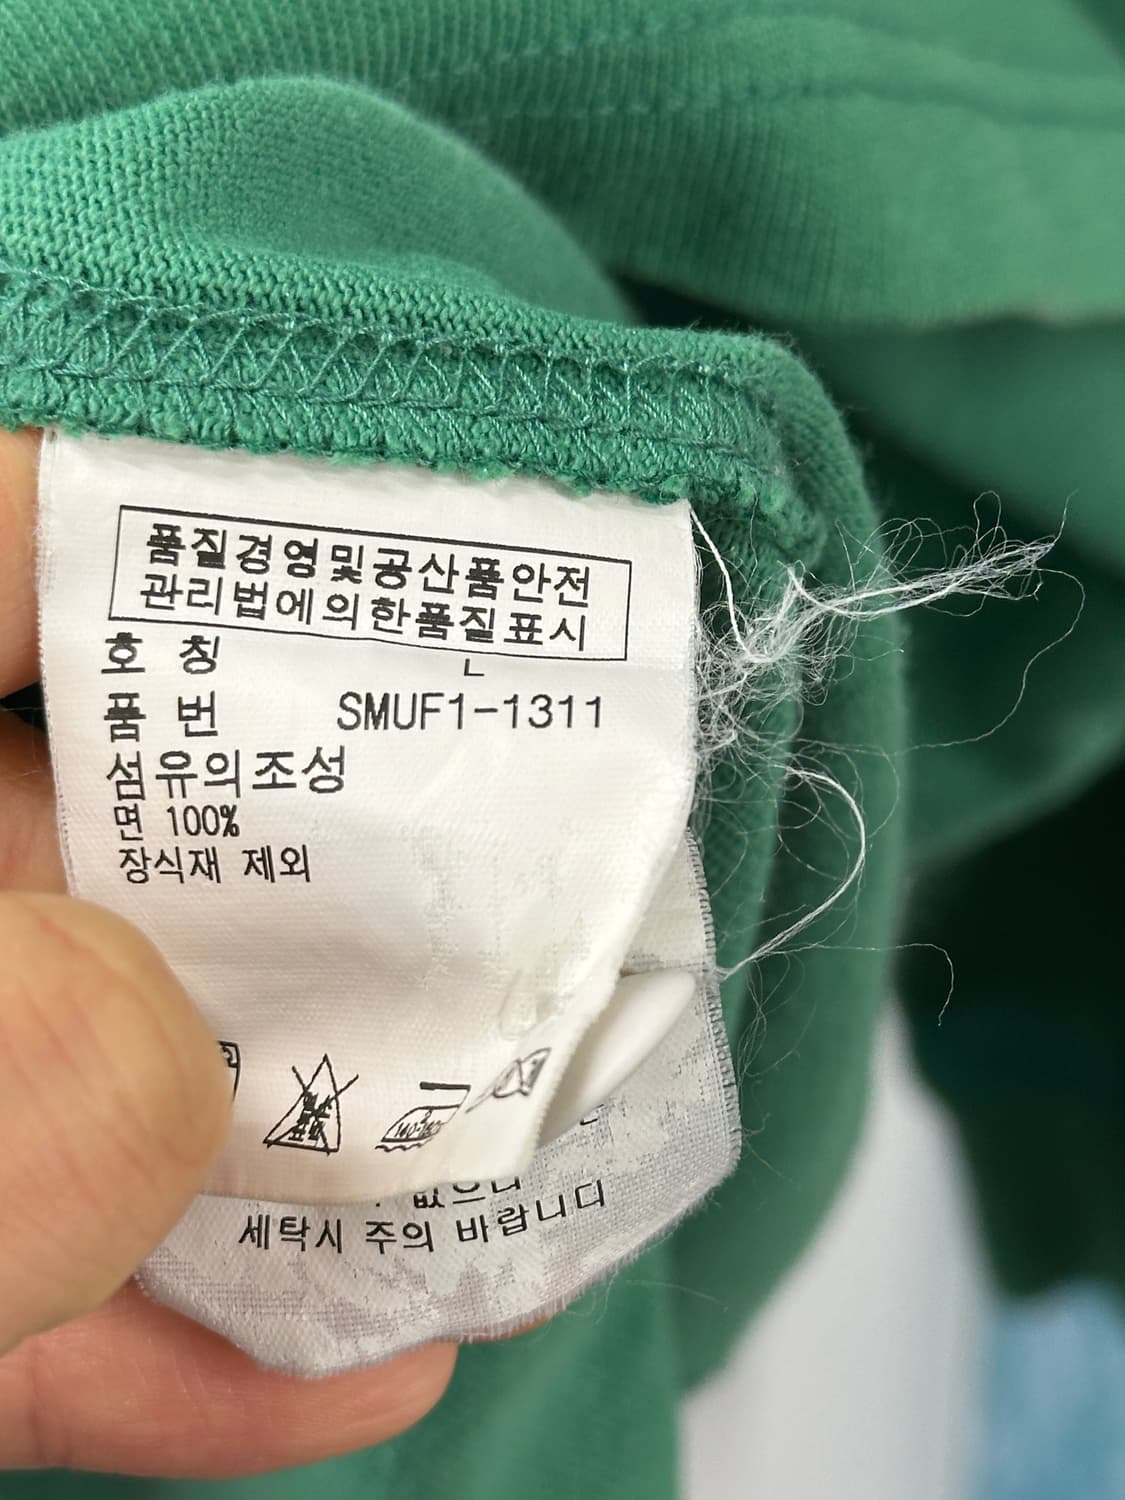 품질경영및공산품안전
관리법에의한품질표시
호 칭 L
품 번 SMUF1-1311
섬유의조성
면 100%
장식재 제외
세탁시 주의 바랍니다